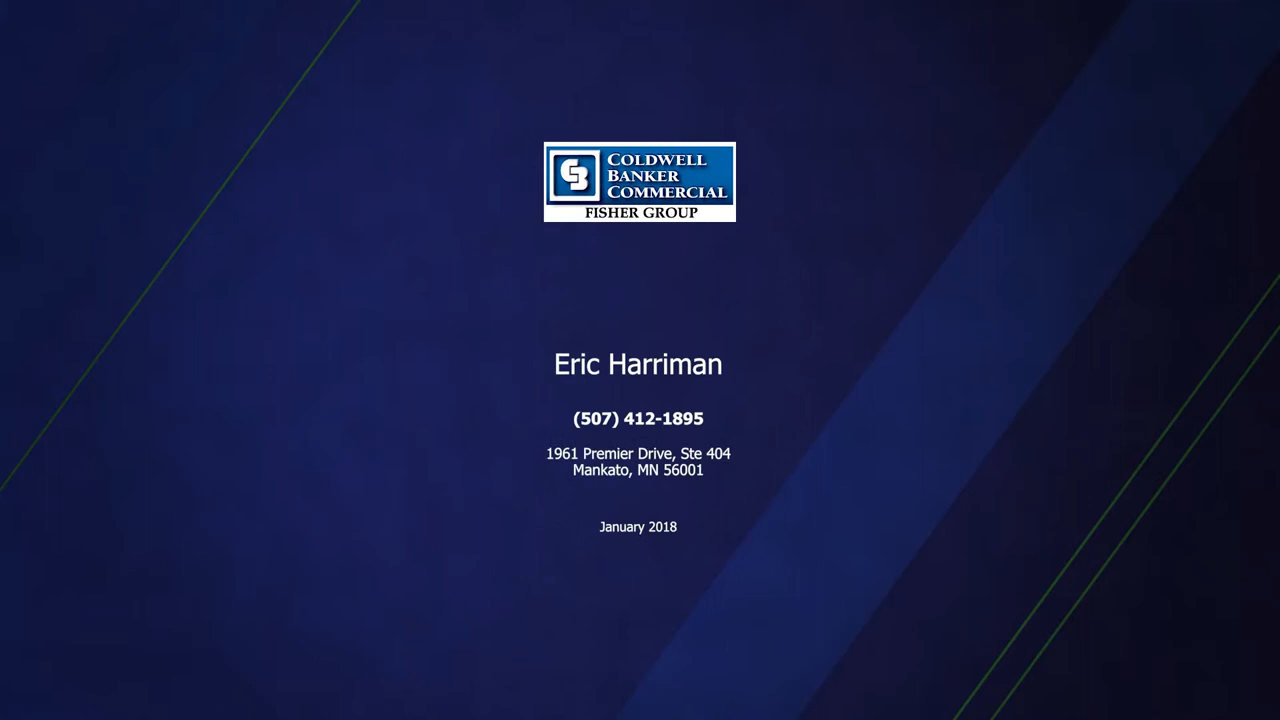 COLDWELL
BANKER
COMMERCIAL
FISHER GROUP
Eric Harriman
(507) 412-1895
1961 Premier Drive, Ste 404
Mankato, MN 56001
January 2018